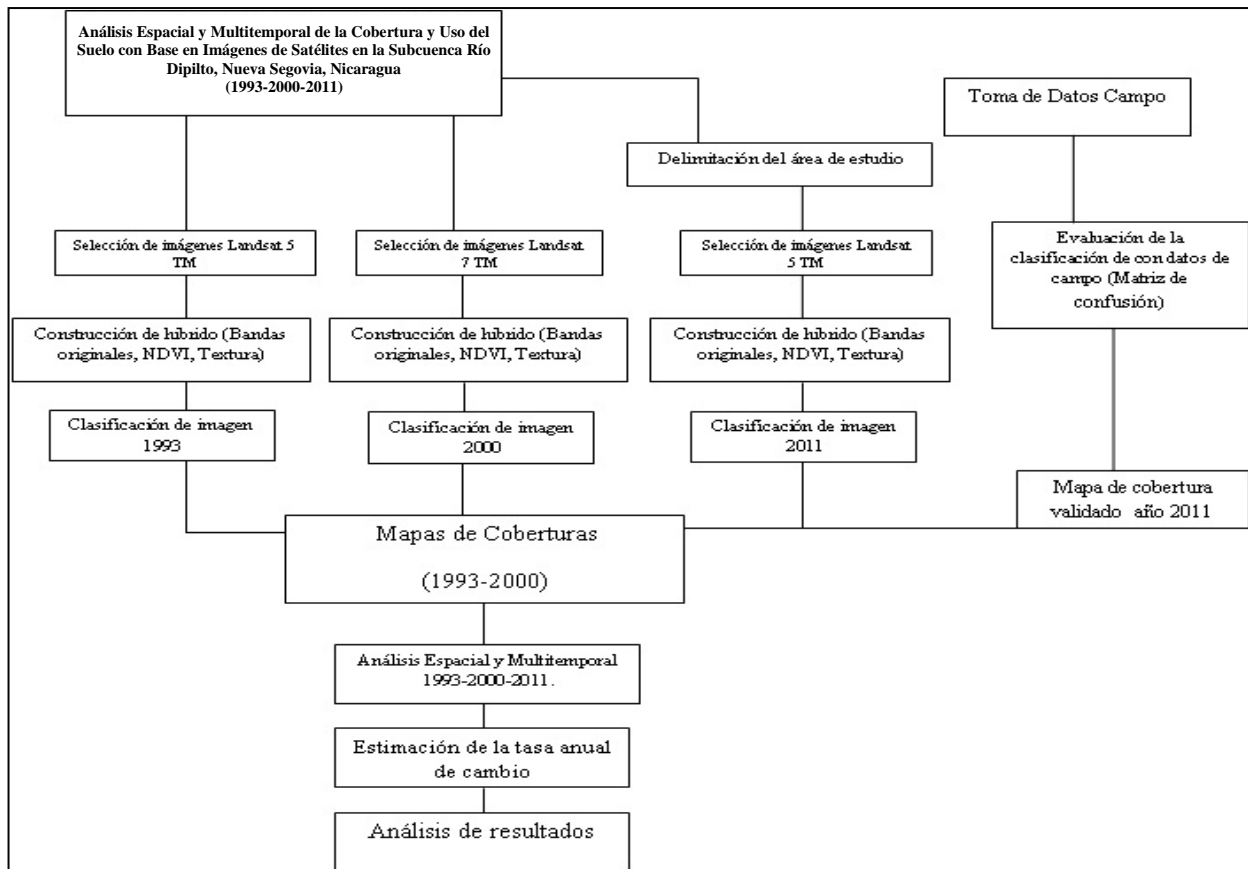 Análisis Espacial y Multitemporal de la Cobertura y Uso del
Suelo con Base en Imágenes de Satélites en la Subcuenca Río
Dipilto, Nueva Segovia, Nicaragua
(1993-2000-2011)
Toma de Datos Campo
Delimitación del área de estudio
Selección de imágenes Landsat 5
TM
Selección de imágenes Landsat
7 TM
Selección de imágenes Landsat
5 TM
Evaluación de la
clasificación de con datos de
campo (Matriz de
confusión)
Construcción de híbrido (Bandas
originales, NDVI, Textura)
Construcción de híbrido (Bandas
originales, NDVI, Textura)
Construcción de híbrido (Bandas
originales, NDVI, Textura)
Clasificación de imagen
1993
Clasificación de imagen
2000
Clasificación de imagen
2011
Mapa de cobertura
validado año 2011
Mapas de Coberturas
(1993-2000)
Análisis Espacial y Multitemporal
1993-2000-2011.
Estimación de la tasa anual
de cambio
Análisis de resultados